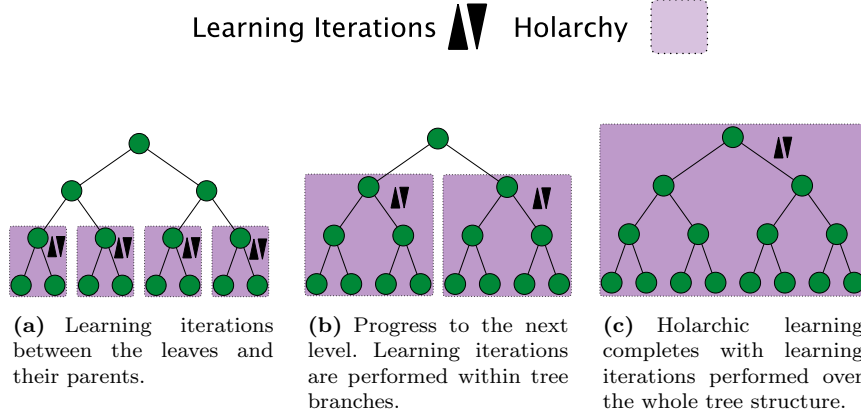 Learning Iterations Holarchy
(a) Learning iterations
between the leaves and
their parents.
(b) Progress to the next
level. Learning iterations
are performed within tree
branches.
(c) Holarchic learning
completes with learning
iterations performed over
the whole tree structure.